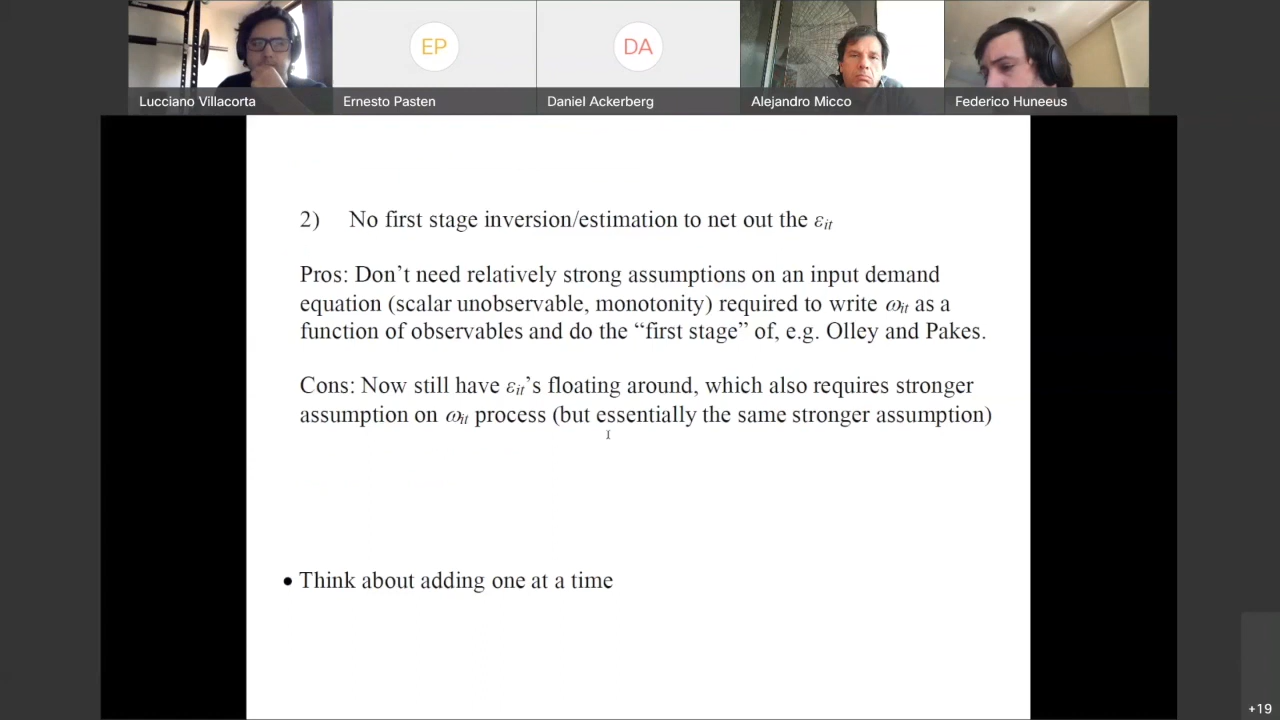 EP
DA
Lucciano Villacorta
Ernesto Pasten
Daniel Ackerberg
Alejandro Micco
Federico Huneeus
2) No first stage inversion/estimation to net out the εit
Pros: Don’t need relatively strong assumptions on an input demand
equation (scalar unobservable, monotonity) required to write ωit as a
function of observables and do the “first stage” of, e.g. Olley and Pakes.
Cons: Now still have εit’s floating around, which also requires stronger
assumption on ωit process (but essentially the same stronger assumption)
• Think about adding one at a time
+19